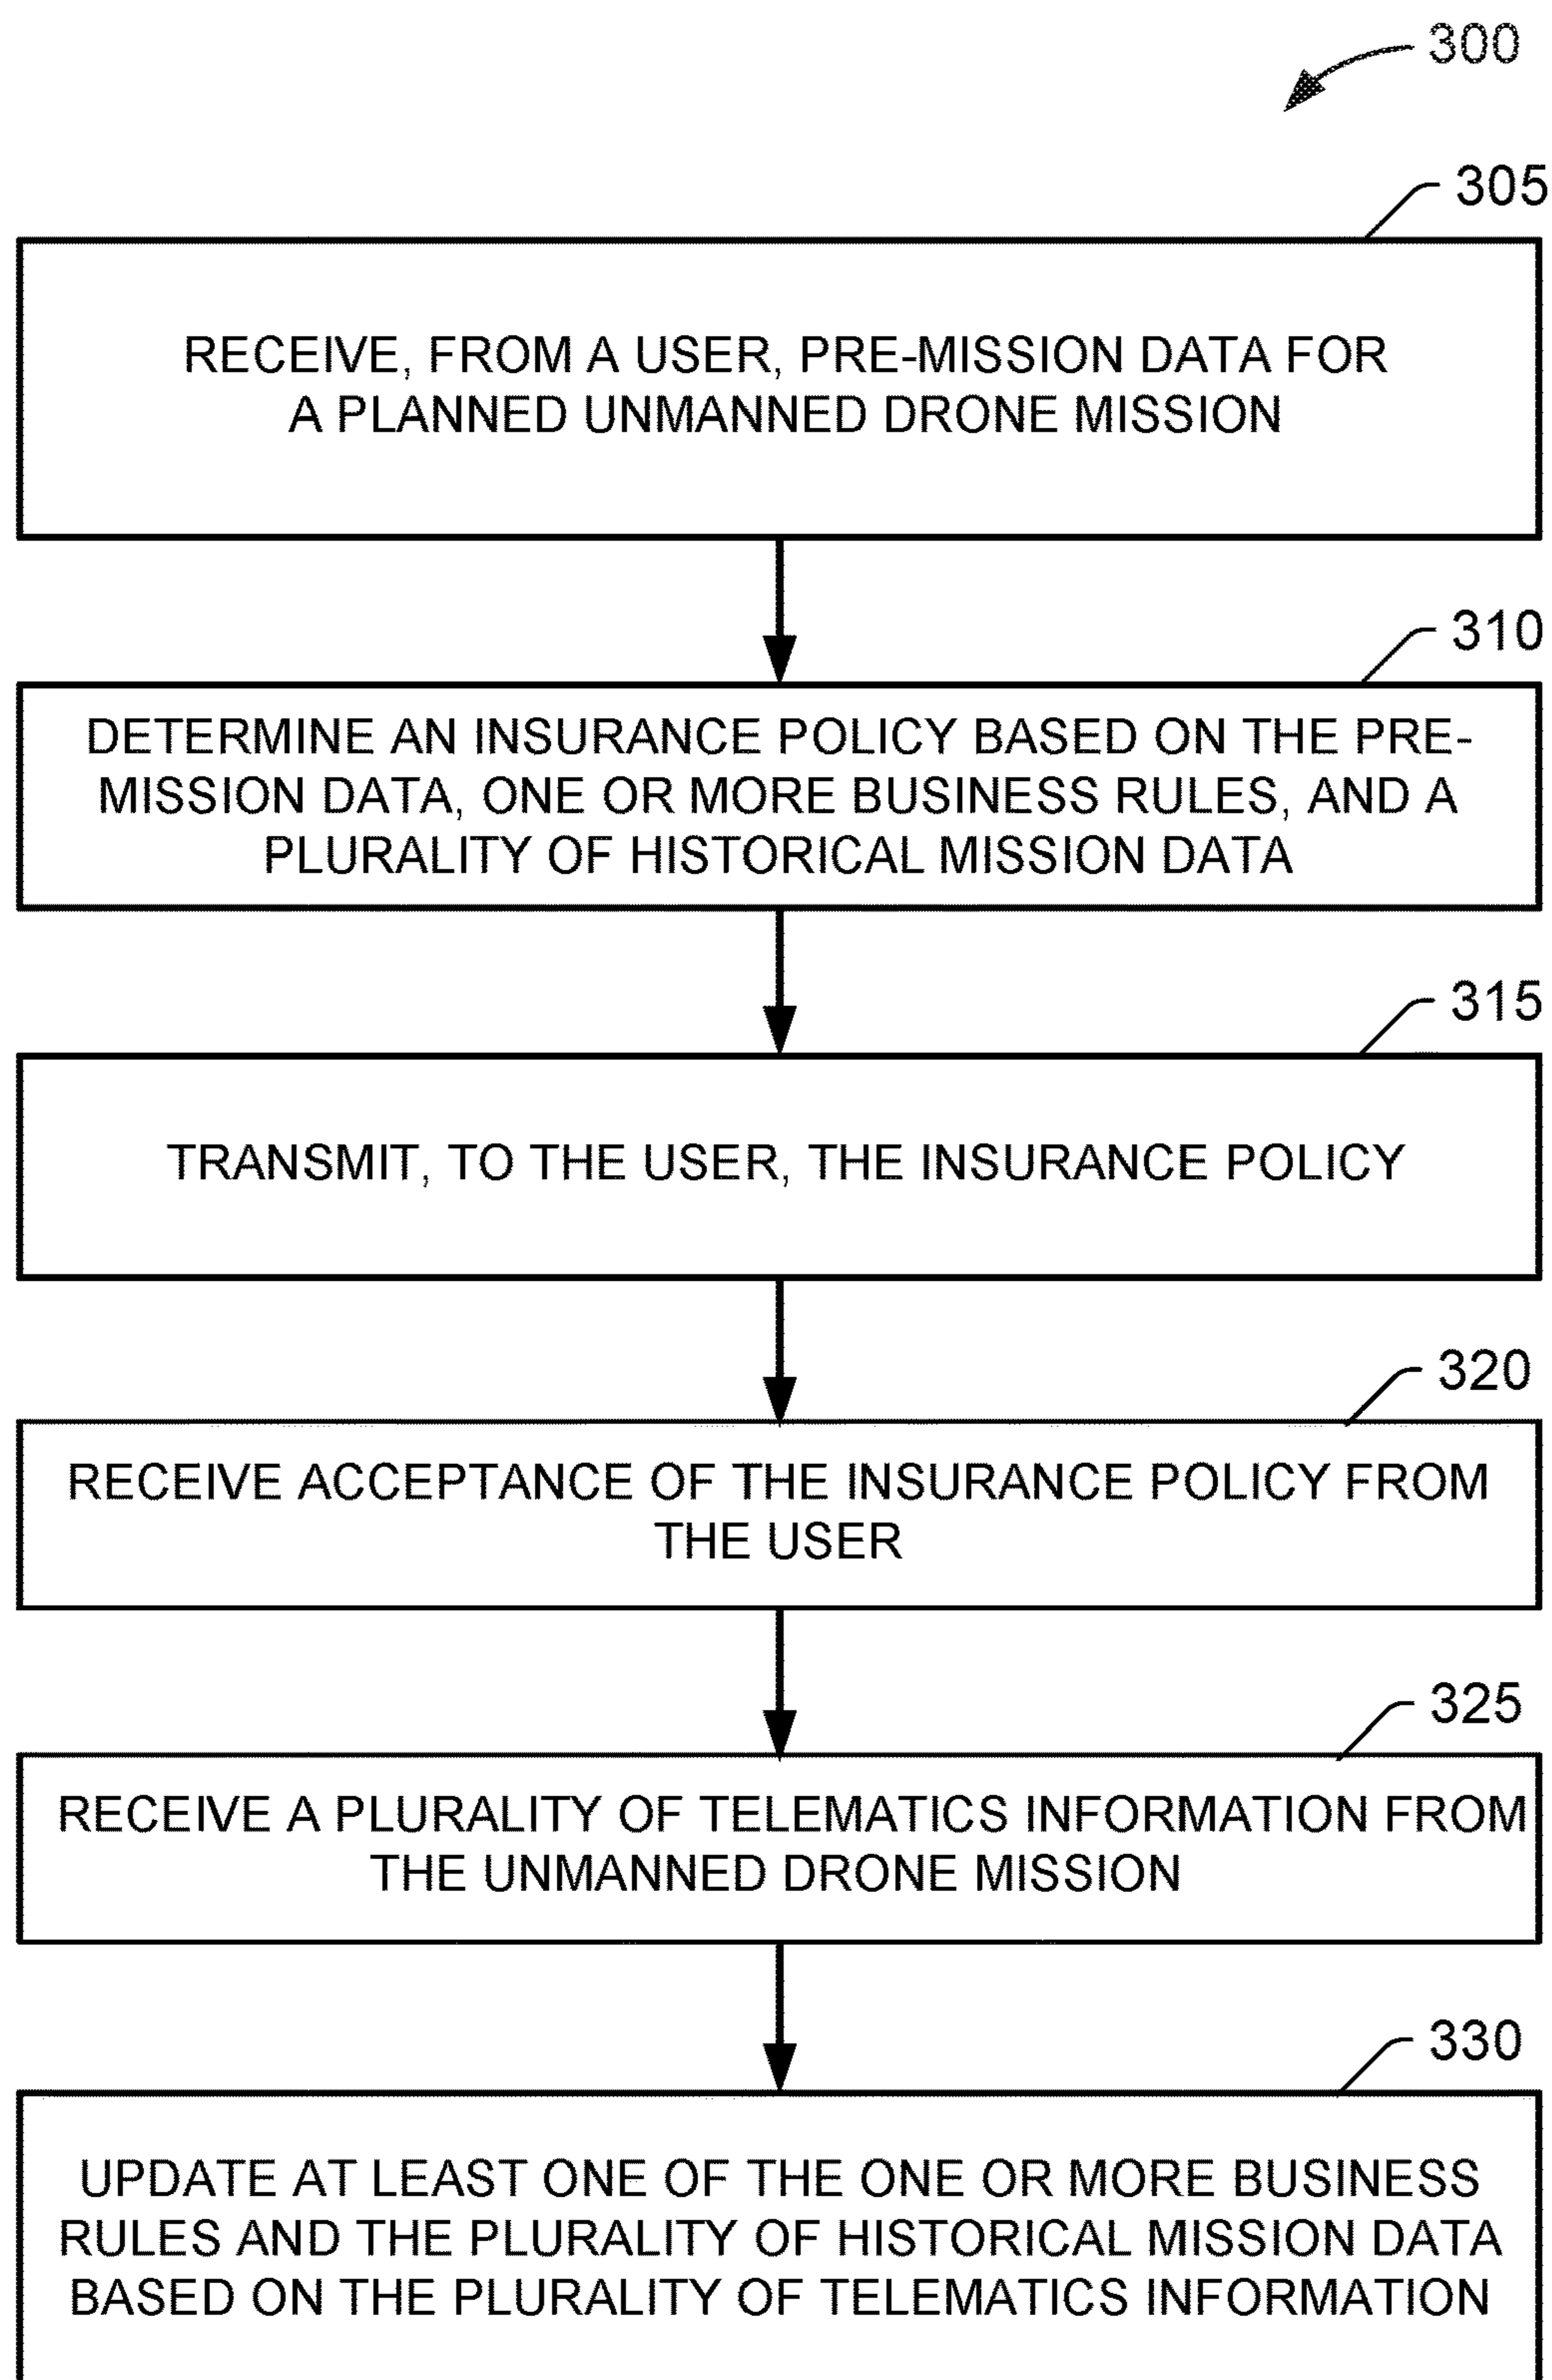 300
305
RECEIVE, FROM A USER, PRE-MISSION DATA FOR
A PLANNED UNMANNED DRONE MISSION
310
DETERMINE AN INSURANCE POLICY BASED ON THE PRE-
MISSION DATA, ONE OR MORE BUSINESS RULES, AND A
PLURALITY OF HISTORICAL MISSION DATA
315
TRANSMIT, TO THE USER, THE INSURANCE POLICY
320
RECEIVE ACCEPTANCE OF THE INSURANCE POLICY FROM
THE USER
325
RECEIVE A PLURALITY OF TELEMATICS INFORMATION FROM
THE UNMANNED DRONE MISSION
330
UPDATE AT LEAST ONE OF THE ONE OR MORE BUSINESS
RULES AND THE PLURALITY OF HISTORICAL MISSION DATA
BASED ON THE PLURALITY OF TELEMATICS INFORMATION